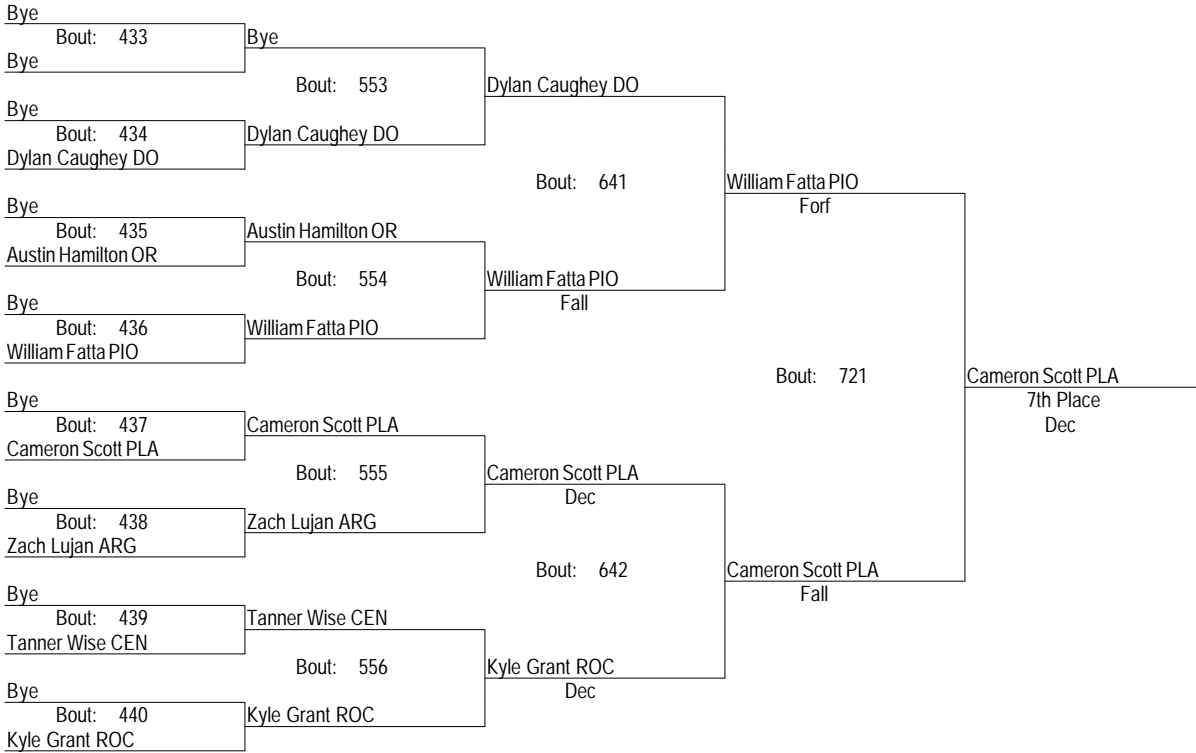 Bye
Bout: 433
Bye
Bye
Bout: 553
Dylan Caughey DO
Bye
Bout: 434
Dylan Caughey DO
Dylan Caughey DO
Bout: 641
William Fatta PIO
Forf
Bye
Bout: 435
Austin Hamilton OR
Austin Hamilton OR
Bout: 554
William Fatta PIO
Fall
Bye
Bout: 436
William Fatta PIO
William Fatta PIO
Bout: 721
Cameron Scott PLA
7th Place
Dec
Bye
Bout: 437
Cameron Scott PLA
Cameron Scott PLA
Bout: 555
Cameron Scott PLA
Dec
Bye
Bout: 438
Zach Lujan ARG
Zach Lujan ARG
Bout: 642
Cameron Scott PLA
Fall
Bye
Bout: 439
Tanner Wise CEN
Tanner Wise CEN
Bout: 556
Kyle Grant ROC
Dec
Bye
Bout: 440
Kyle Grant ROC
Kyle Grant ROC